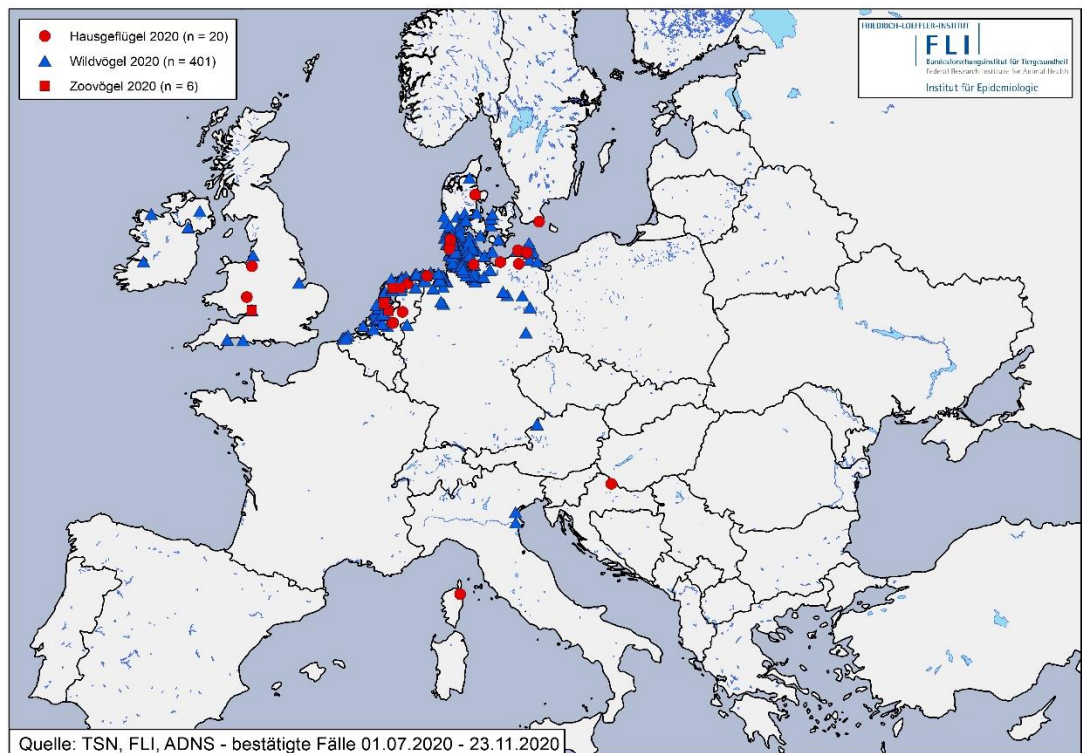 Hausgeflügel 2020 (n = 20)
Wildvögel 2020 (n = 401)
Zoovögel 2020 (n = 6)
FRIEDRICH-LOEFFLER-INSTITUT
FLI
Bundesforschungsinstitut für Tiergesundheit
Federal Research Institute for Animal Health
Institut für Epidemiologie
Quelle: TSN, FLI, ADNS - bestätigte Fälle 01.07.2020 - 23.11.2020